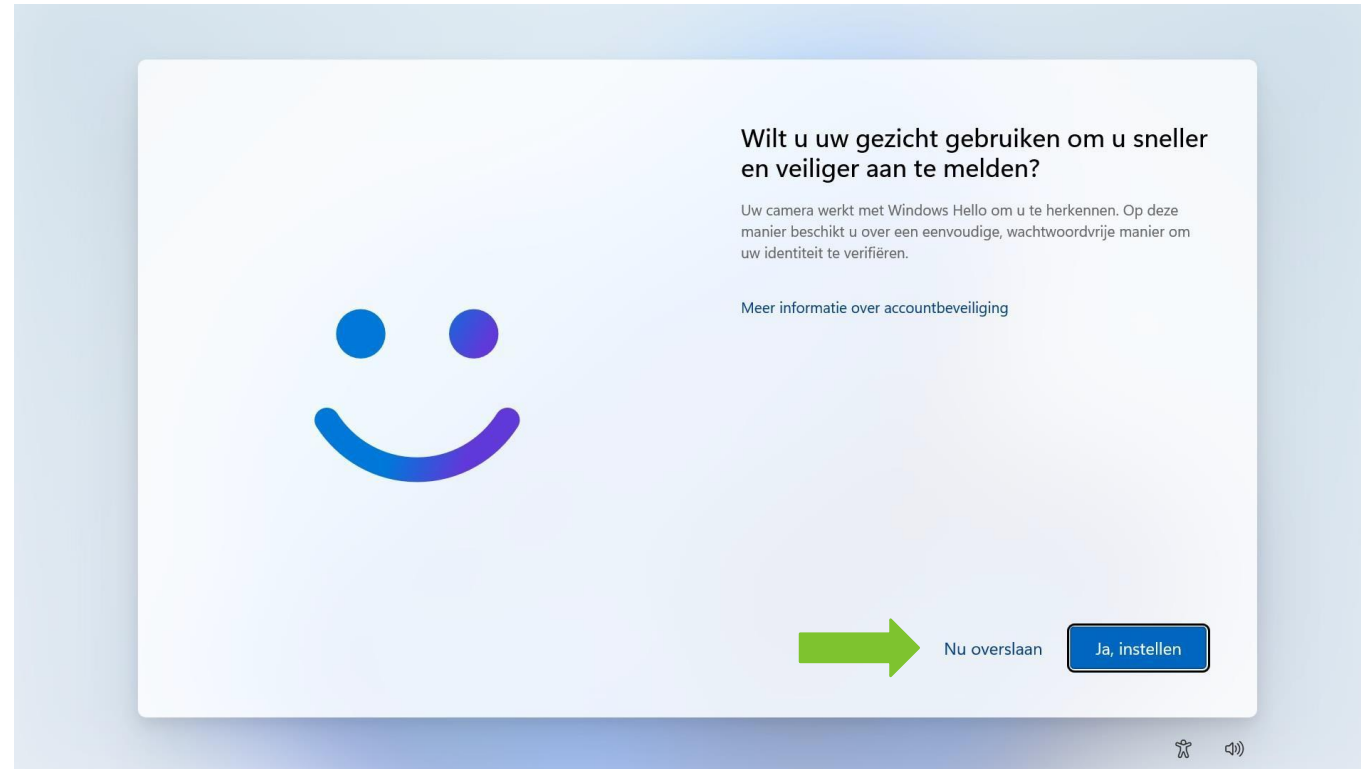 Wilt u uw gezicht gebruiken om u sneller
en veiliger aan te melden?
Uw camera werkt met Windows Hello om u te herkennen. Op deze
manier beschikt u over een eenvoudige, wachtwoordvrije manier om
uw identiteit te verifiëren.
Meer informatie over accountbeveiliging
Nu overslaan
Ja, instellen